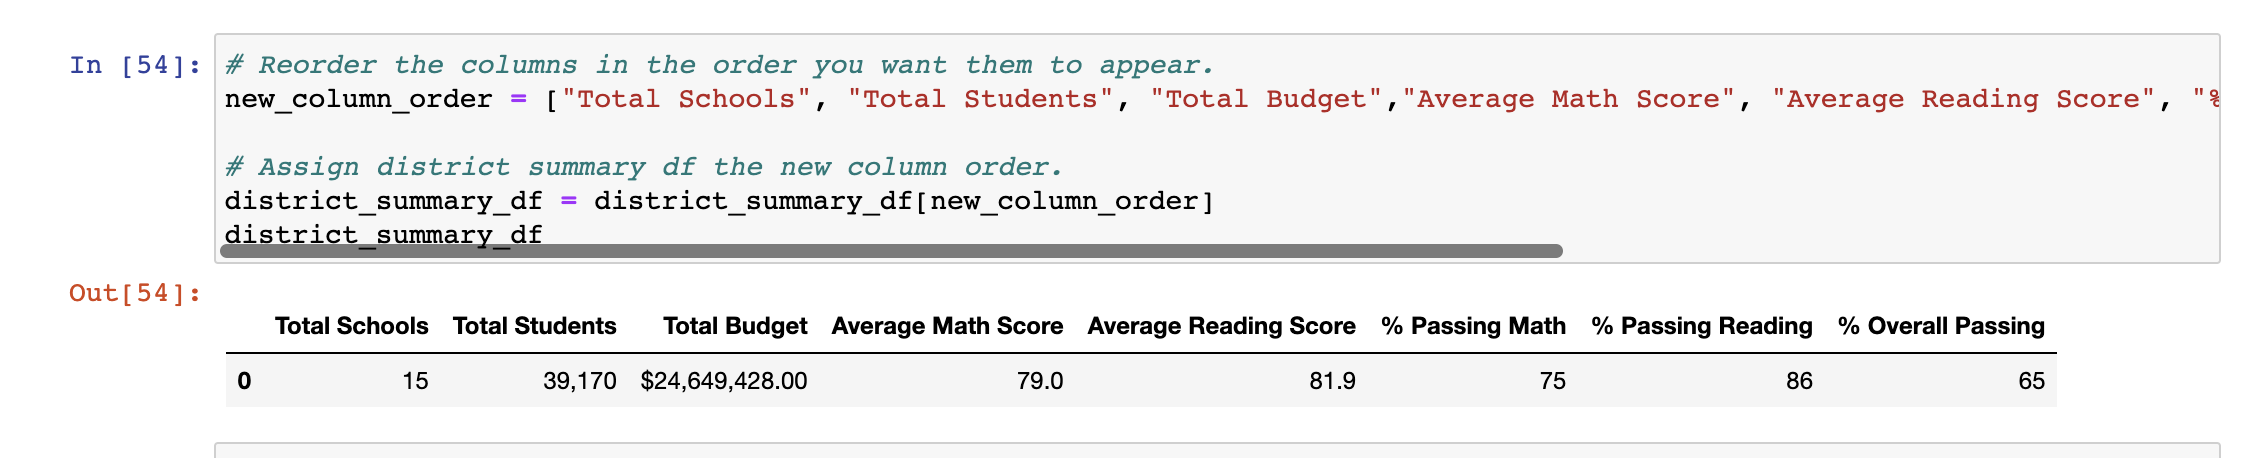 In [54]:
# Reorder the columns in the order you want them to appear.
new_column_order = ["Total Schools", "Total Students", "Total Budget","Average Math Score", "Average Reading Score", "%
# Assign district summary df the new column order.
district_summary_df = district_summary_df[new_column_order]
district_summary_df
Out[54]:
Total Schools Total Students Total Budget Average Math Score Average Reading Score % Passing Math % Passing Reading % Overall Passing
0 15 39,170 $24,649,428.00 79.0 81.9 75 86 65